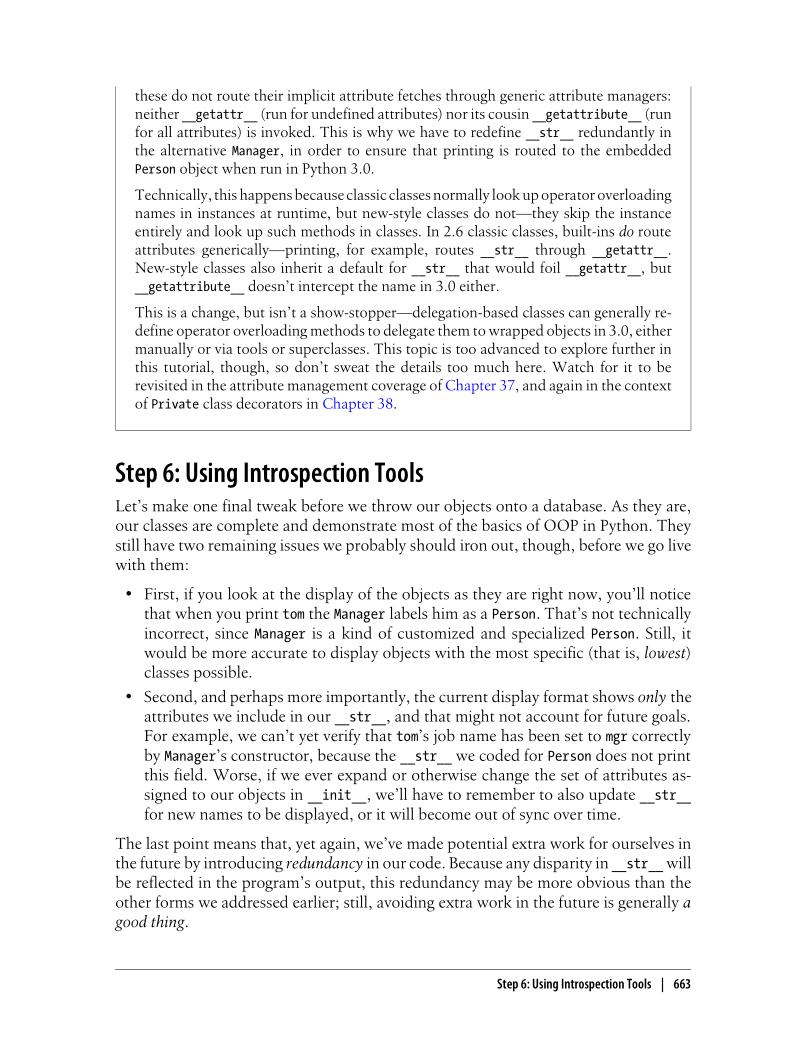 these do not route their implicit attribute fetches through generic attribute managers:
neither __getattr__ (run for undefined attributes) nor its cousin __getattribute__ (run
for all attributes) is invoked. This is why we have to redefine __str__ redundantly in
the alternative Manager, in order to ensure that printing is routed to the embedded
Person object when run in Python 3.0.
Technically, this happens because classic classes normally look up operator overloading
names in instances at runtime, but new-style classes do not—they skip the instance
entirely and look up such methods in classes. In 2.6 classic classes, built-ins do route
attributes generically—printing, for example, routes __str__ through __getattr__.
New-style classes also inherit a default for __str__ that would foil __getattr__, but
__getattribute__ doesn’t intercept the name in 3.0 either.
This is a change, but isn’t a show-stopper—delegation-based classes can generally re-
define operator overloading methods to delegate them to wrapped objects in 3.0, either
manually or via tools or superclasses. This topic is too advanced to explore further in
this tutorial, though, so don’t sweat the details too much here. Watch for it to be
revisited in the attribute management coverage of Chapter 37, and again in the context
of Private class decorators in Chapter 38.
Step 6: Using Introspection Tools
Let’s make one final tweak before we throw our objects onto a database. As they are,
our classes are complete and demonstrate most of the basics of OOP in Python. They
still have two remaining issues we probably should iron out, though, before we go live
with them:
• First, if you look at the display of the objects as they are right now, you’ll notice
that when you print tom the Manager labels him as a Person. That’s not technically
incorrect, since Manager is a kind of customized and specialized Person. Still, it
would be more accurate to display objects with the most specific (that is, lowest)
classes possible.
• Second, and perhaps more importantly, the current display format shows only the
attributes we include in our __str__, and that might not account for future goals.
For example, we can’t yet verify that tom’s job name has been set to mgr correctly
by Manager’s constructor, because the __str__ we coded for Person does not print
this field. Worse, if we ever expand or otherwise change the set of attributes as-
signed to our objects in __init__, we’ll have to remember to also update __str__
for new names to be displayed, or it will become out of sync over time.
The last point means that, yet again, we’ve made potential extra work for ourselves in
the future by introducing redundancy in our code. Because any disparity in __str__ will
be reflected in the program’s output, this redundancy may be more obvious than the
other forms we addressed earlier; still, avoiding extra work in the future is generally a
good thing.
Step 6: Using Introspection Tools | 663